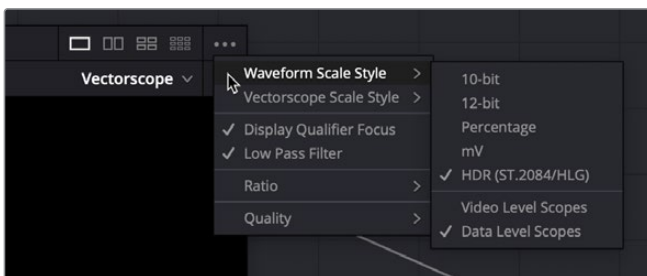 Vectorscope
Waveform Scale Style
Vectorscope Scale Style
Display Qualifier Focus
Low Pass Filter
Ratio
Quality
10-bit
12-bit
Percentage
mV
HDR (ST.2084/HLG)
Video Level Scopes
Data Level Scopes